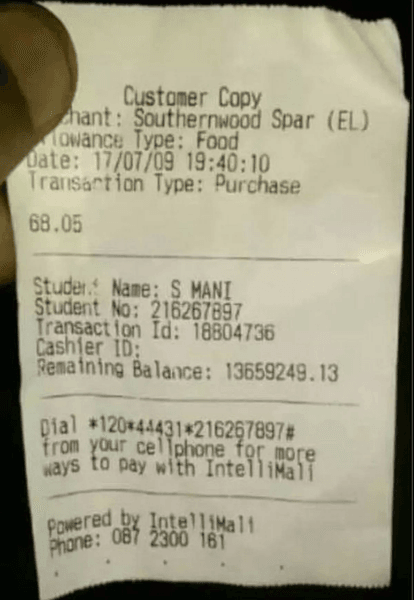 Customer Copy
hant: Southernwood Spar (EL)
lowance Type: Food
Date: 17/07/09 19:40:10
Transaction Type: Purchase
68.05
Student Name: S MANI
Student No: 216267897
Transaction Id: 18804736
Cashier ID:
Remaining Balance: 13659249.13
Dial *120*44431*216267897#
from your cellphone for more
ways to pay with IntelliMali
Powered by IntelliMali
Phone: 087 2300 161